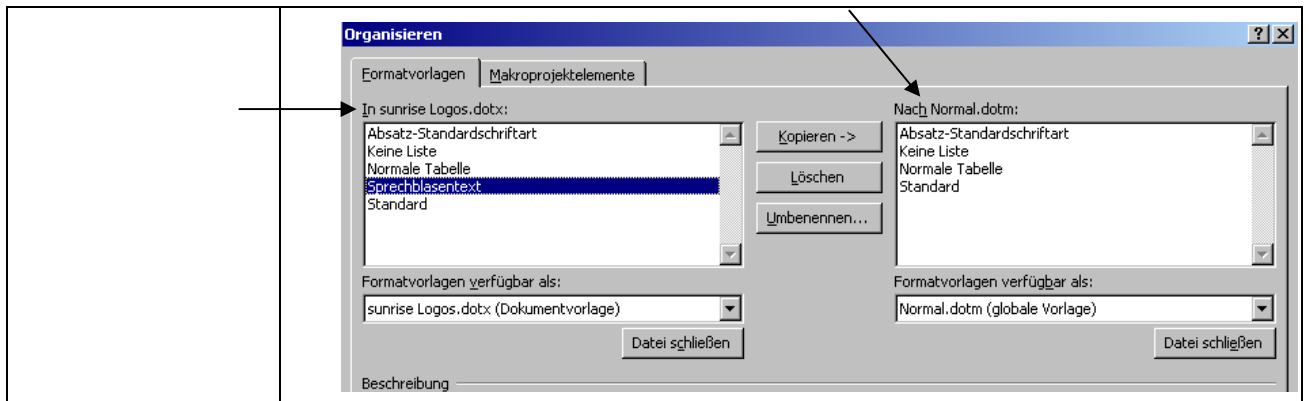 Organisieren
Formatvorlagen Makroprojektelemente
In sunrise Logos.dotx: Nach Normal.dotm:
Absatz-Standardschriftart Kopieren -> Absatz-Standardschriftart
Keine Liste Keine Liste
Normale Tabelle Löschen Normale Tabelle
Sprechblasentext Standard
Standard Umbenennen...
Formatvorlagen verfügbar als: Formatvorlagen verfügbar als:
sunrise Logos.dotx (Dokumentvorlage) Normal.dotm (globale Vorlage)
Datei schließen Datei schließen
Beschreibung